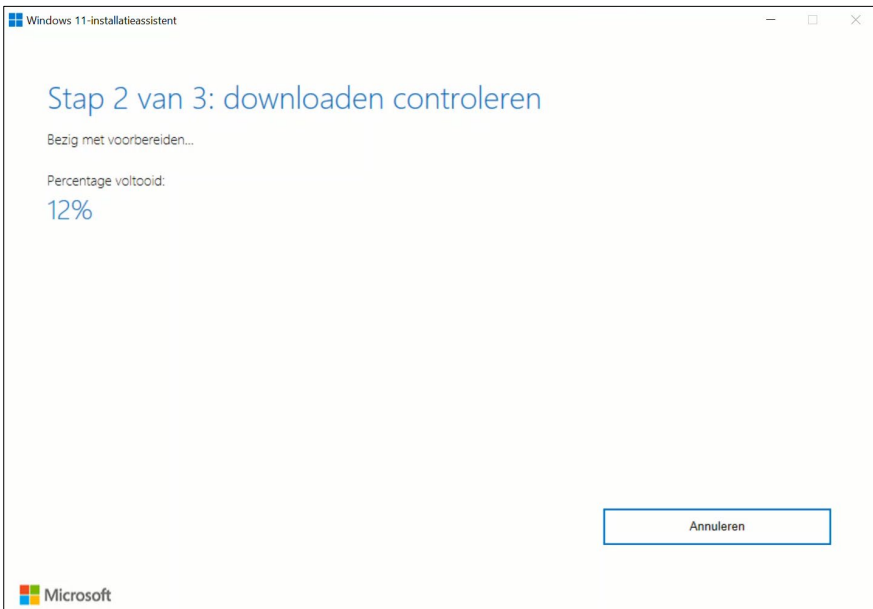 Windows 11-installatieassistent
Stap 2 van 3: downloaden controleren
Bezig met voorbereiden...
Percentage voltooid:
12%
Annuleren
Microsoft